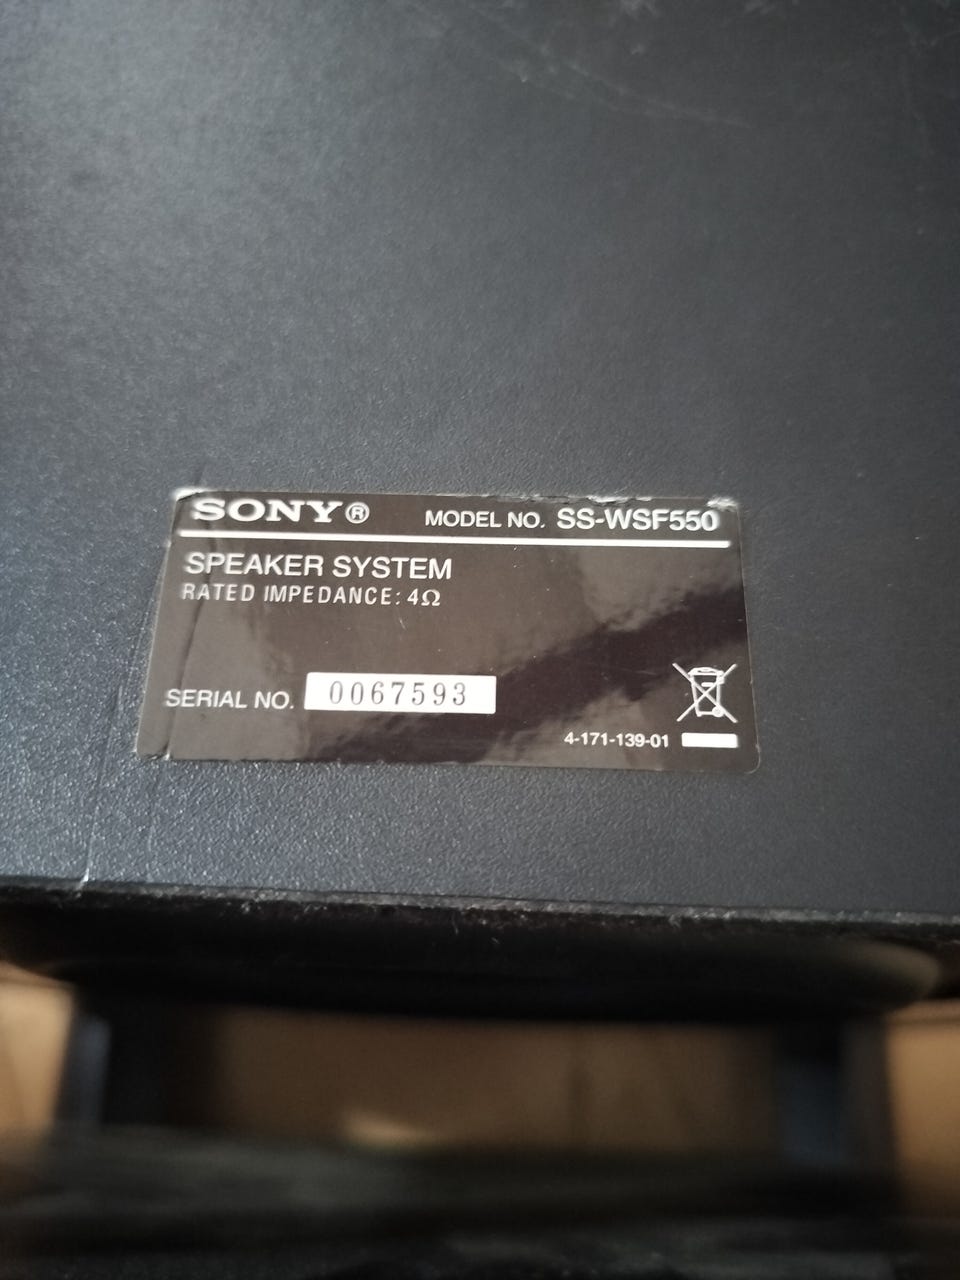 SONY® MODEL NO. SS-WSF550
SPEAKER SYSTEM
RATED IMPEDANCE: 4Ω
SERIAL NO. 0067593
4-171-139-01